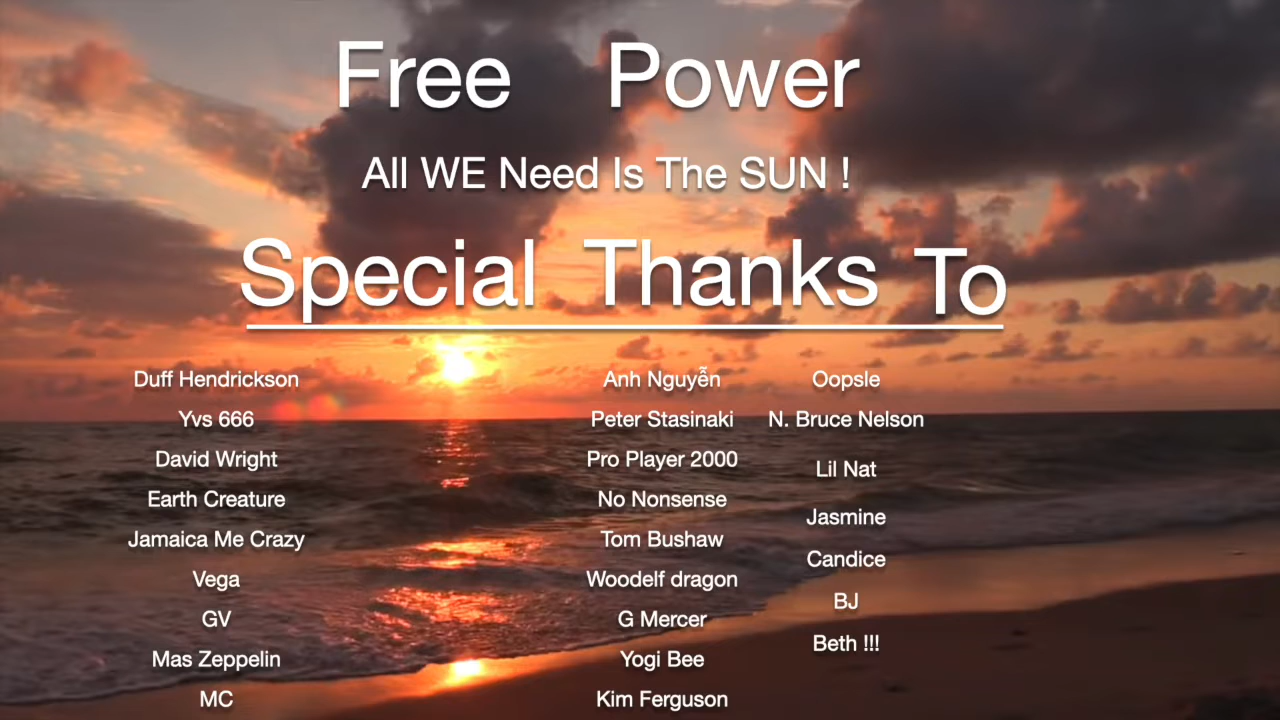 Free Power
All WE Need Is The SUN !
Special Thanks To
Duff Hendrickson
Yvs 666
David Wright
Earth Creature
Jamaica Me Crazy
Vega
GV
Mas Zeppelin
MC
Anh Nguyễn
Peter Stasinaki
Pro Player 2000
No Nonsense
Tom Bushaw
Woodelf dragon
G Mercer
Yogi Bee
Kim Ferguson
Oopsle
N. Bruce Nelson
Lil Nat
Jasmine
Candice
BJ
Beth !!!